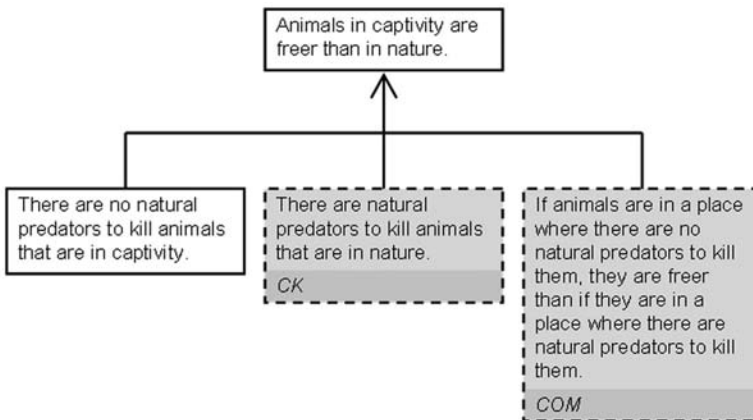 Animals in captivity are
freer than in nature.
There are no natural
predators to kill animals
that are in captivity.
There are natural
predators to kill animals
that are in nature.
CK
If animals are in a place
where there are no
natural predators to kill
them, they are freer
than if they are in a
place where there are
natural predators to kill
them.
COM